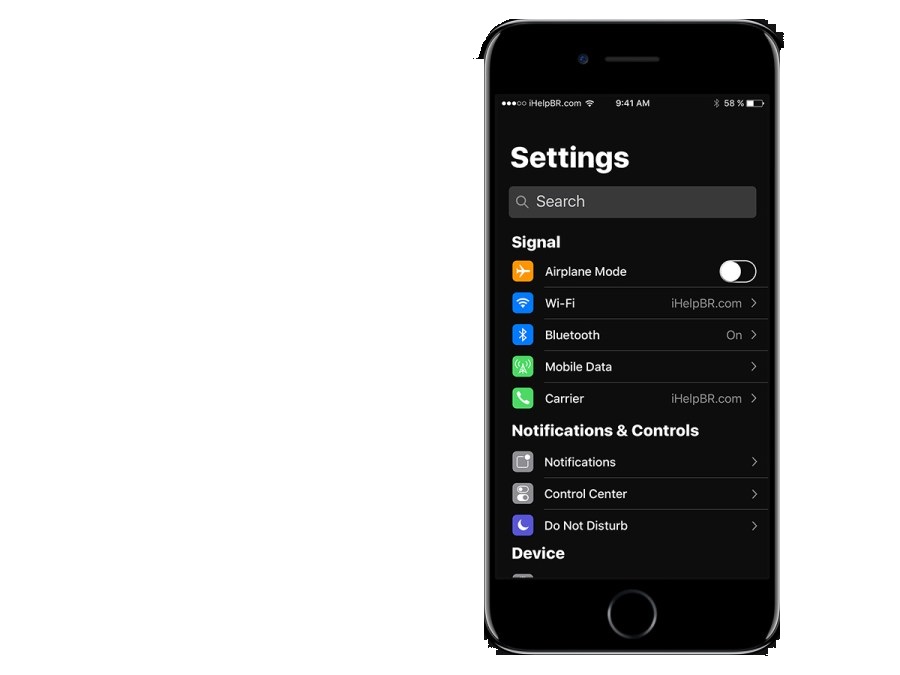 iHelpBR.com 9:41 AM 58 %
Settings
Search
Signal
Airplane Mode
Wi-Fi iHelpBR.com
Bluetooth On
Mobile Data
Carrier iHelpBR.com
Notifications & Controls
Notifications
Control Center
Do Not Disturb
Device